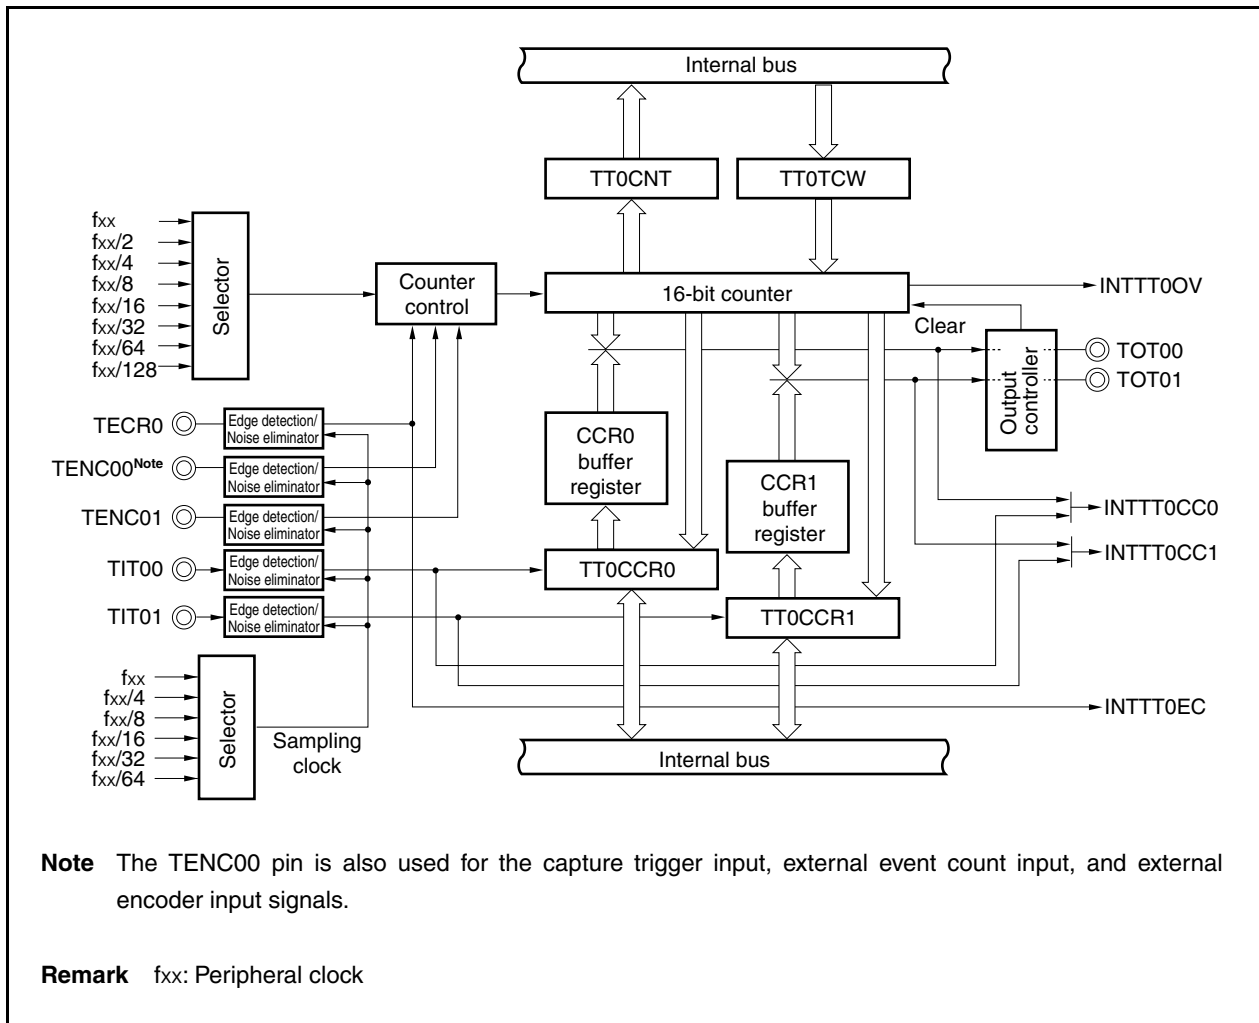 Internal bus
TT0CNT
TT0TCW
fxx
fxx/2
fxx/4
fxx/8
fxx/16
fxx/32
fxx/64
fxx/128
Selector
Counter
control
16-bit counter
INTTT0OV
Clear
Output
controller
TOT00
TOT01
TECR0
Edge detection/
Noise eliminator
TENC00Note
Edge detection/
Noise eliminator
TENC01
Edge detection/
Noise eliminator
TIT00
Edge detection/
Noise eliminator
TIT01
Edge detection/
Noise eliminator
CCR0
buffer
register
CCR1
buffer
register
INTTT0CC0
INTTT0CC1
TT0CCR0
TT0CCR1
fxx
fxx/4
fxx/8
fxx/16
fxx/32
fxx/64
Selector
Sampling
clock
INTTT0EC
Internal bus
Note The TENC00 pin is also used for the capture trigger input, external event count input, and external
encoder input signals.
Remark fxx: Peripheral clock